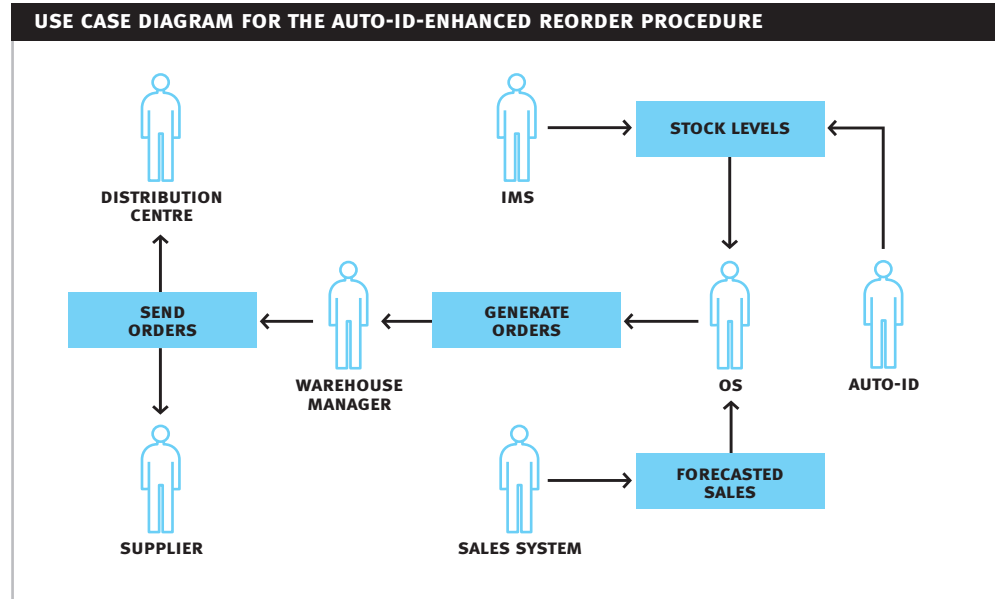 USE CASE DIAGRAM FOR THE AUTO-ID-ENHANCED REORDER PROCEDURE
STOCK LEVELS
DISTRIBUTION
CENTRE
IMS
SEND
ORDERS
GENERATE
ORDERS
WAREHOUSE
MANAGER
OS
AUTO-ID
FORECASTED
SALES
SUPPLIER
SALES SYSTEM